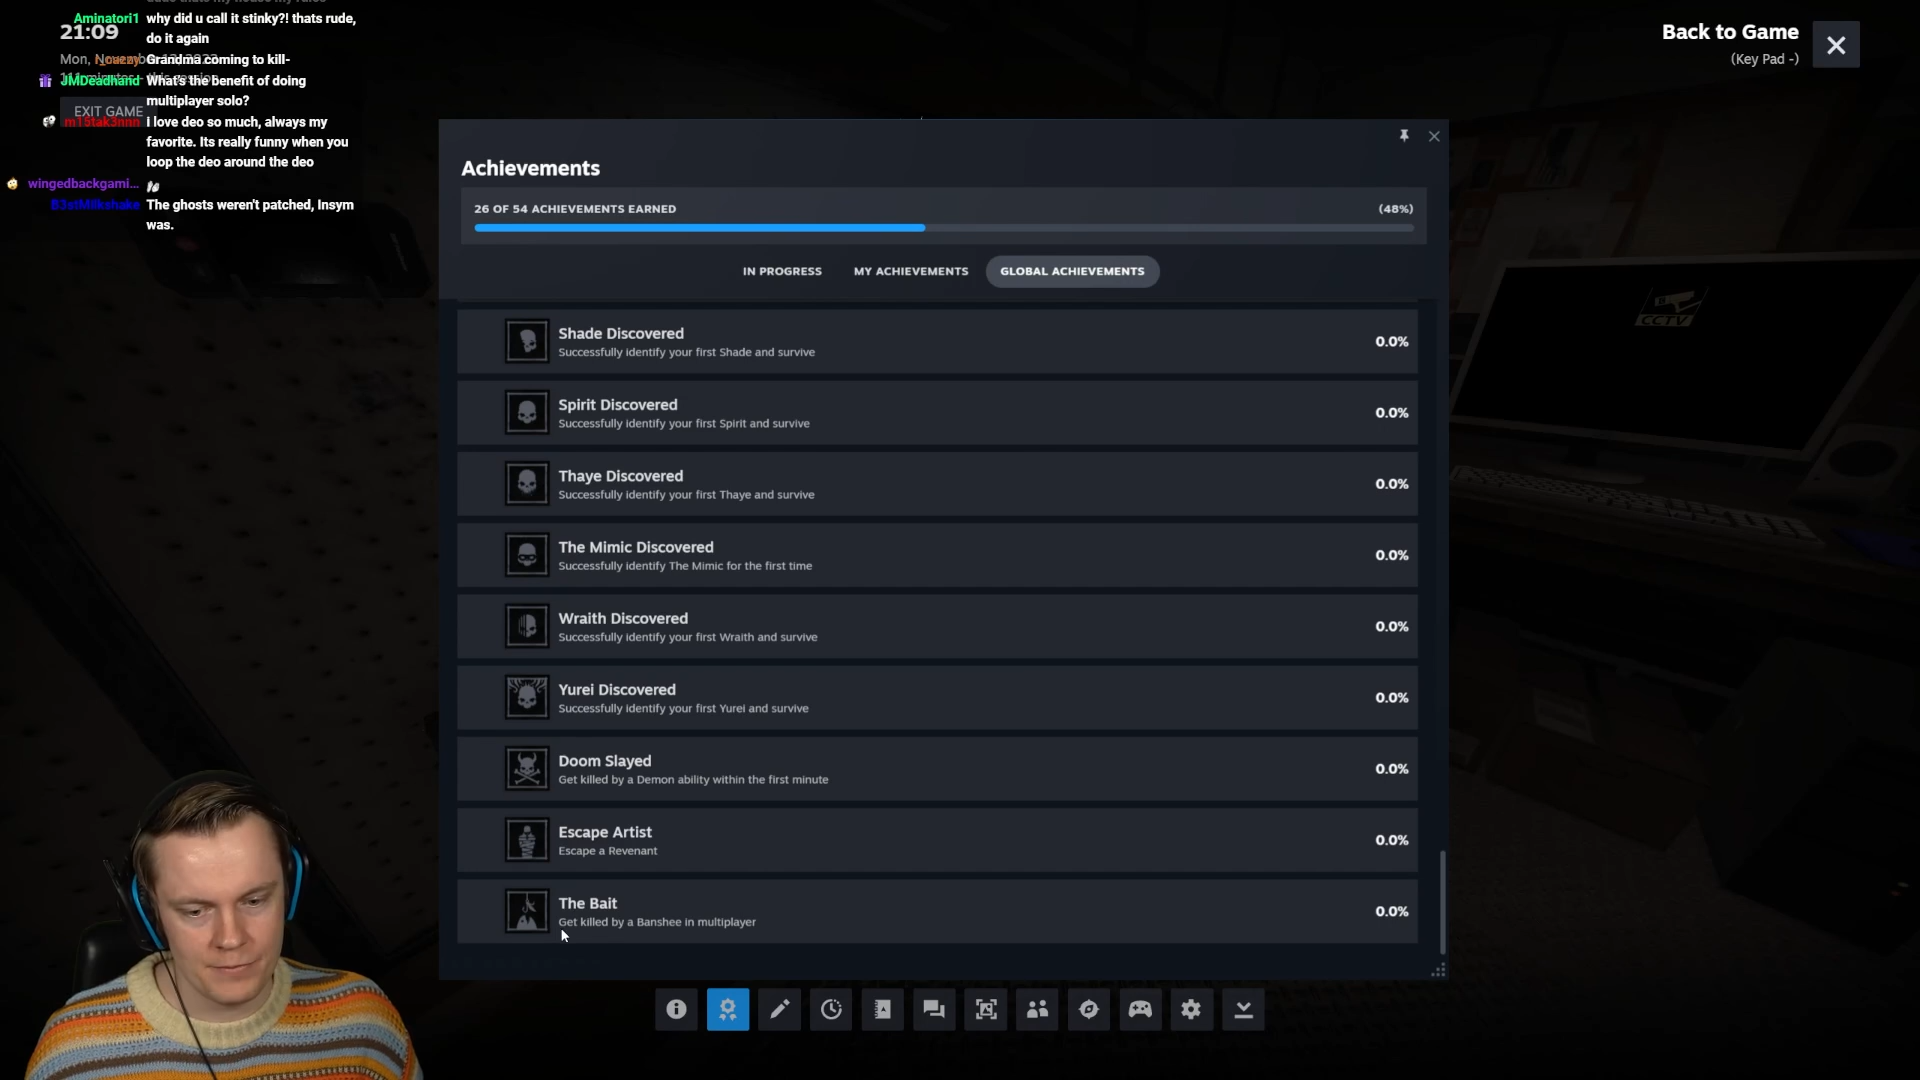 21:09
Aminatori1 why did u call it stinky?! thats rude,
do it again
Grandma coming to kill-
JMDeadhand What's the benefit of doing
multiplayer solo?
EXIT GAME
m15tak3nnn i love deo so much, always my
favorite. Its really funny when you
loop the deo around the deo
wingedbackgami...
B3stMilkshake The ghosts weren't patched, Insym
was.
Back to Game
(Key Pad -)
Achievements
26 OF 54 ACHIEVEMENTS EARNED (48%)
IN PROGRESS MY ACHIEVEMENTS GLOBAL ACHIEVEMENTS
Shade Discovered
Successfully identify your first Shade and survive
0.0%
Spirit Discovered
Successfully identify your first Spirit and survive
0.0%
Thaye Discovered
Successfully identify your first Thaye and survive
0.0%
The Mimic Discovered
Successfully identify The Mimic for the first time
0.0%
Wraith Discovered
Successfully identify your first Wraith and survive
0.0%
Yurei Discovered
Successfully identify your first Yurei and survive
0.0%
Doom Slayed
Get killed by a Demon ability within the first minute
0.0%
Escape Artist
Escape a Revenant
0.0%
The Bait
Get killed by a Banshee in multiplayer
0.0%
CCTV